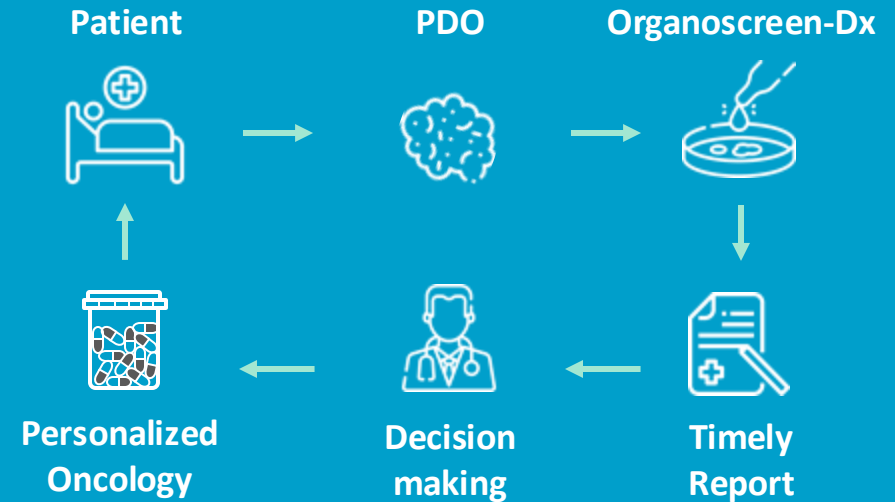 Patient
PDO
Organoscreen-Dx
Personalized
Oncology
Decision
making
Timely
Report